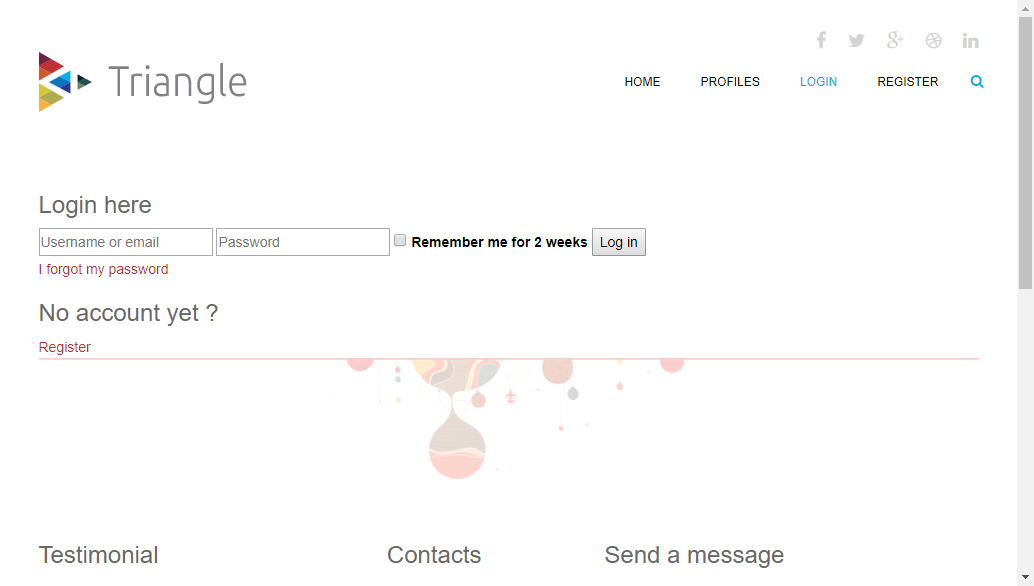 Triangle
HOME PROFILES LOGIN REGISTER
Login here
Username or email Password Remember me for 2 weeks Log in
I forgot my password
No account yet ?
Register
Testimonial Contacts Send a message